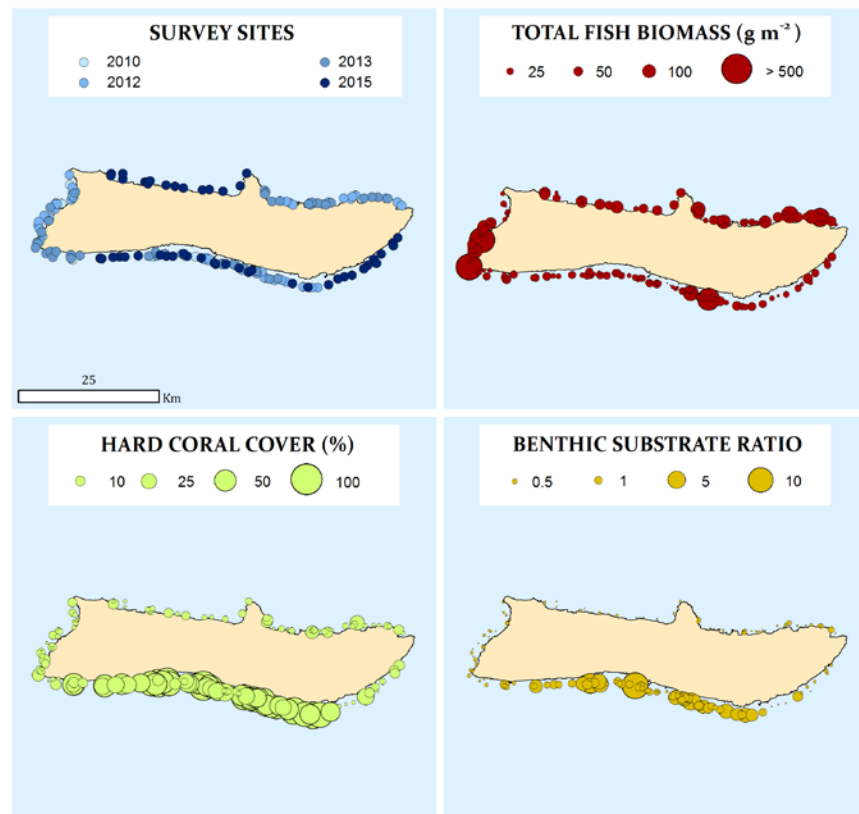 SURVEY SITES
2010 2013
2012 2015
25
Km
TOTAL FISH BIOMASS (g m⁻²)
25 50 100 > 500
HARD CORAL COVER (%)
10 25 50 100
BENTHIC SUBSTRATE RATIO
0.5 1 5 10